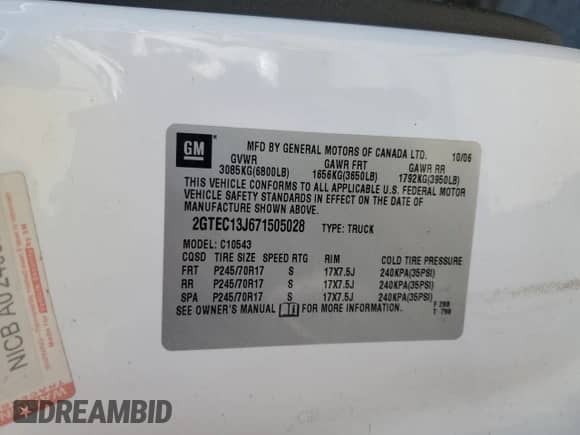 GM
MFD BY GENERAL MOTORS OF CANADA LTD. 10/06
GVWR GAWR FRT GAWR RR
3085KG(6800LB) 1656KG(3650LB) 1792KG(3950LB)
THIS VEHICLE CONFORMS TO ALL APPLICABLE U.S. FEDERAL MOTOR
VEHICLE SAFETY STANDARDS IN EFFECT ON THE DATE OF
MANUFACTURE SHOWN ABOVE.
2GTEC13J671505028 TYPE: TRUCK
MODEL: C10543
CQSD TIRE SIZE SPEED RTG RIM COLD TIRE PRESSURE
FRT P245/70R17 S 17X7.5J 240KPA(35PSI)
RR P245/70R17 S 17X7.5J 240KPA(35PSI)
SPA P245/70R17 S 17X7.5J 240KPA(35PSI)
SEE OWNER'S MANUAL FOR MORE INFORMATION.
F 288
T 798
NICB
DREAMBID